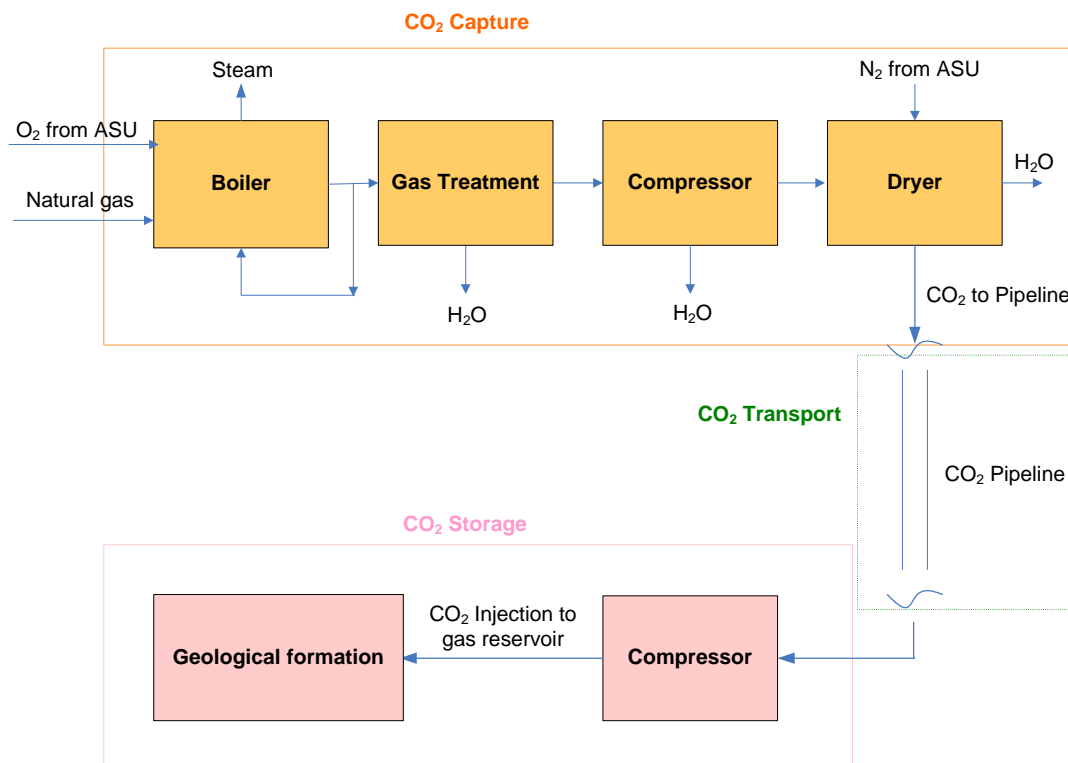 CO₂ Capture
Steam
N₂ from ASU
O₂ from ASU
Natural gas
Boiler
Gas Treatment
Compressor
Dryer
H₂O
H₂O
H₂O
CO₂ to Pipeline
CO₂ Transport
CO₂ Pipeline
CO₂ Storage
Geological formation
CO₂ Injection to
gas reservoir
Compressor